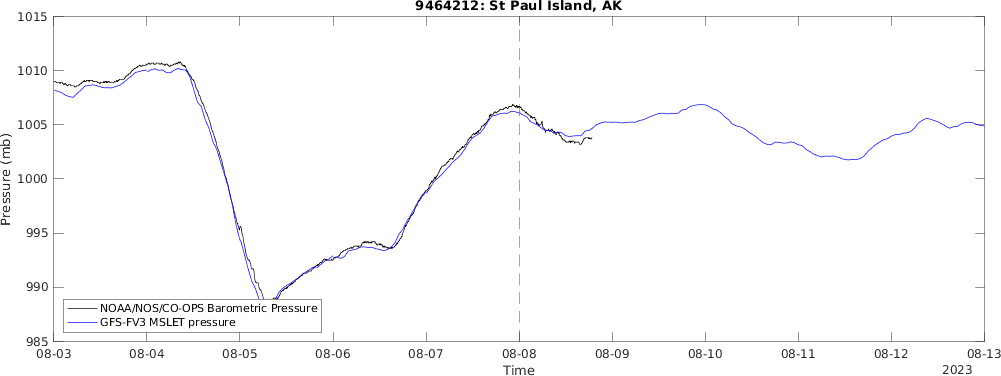 9464212: St Paul Island, AK
1015
1010
1005
1000
995
990
985
Pressure (mb)
NOAA/NOS/CO-OPS Barometric Pressure
GFS-FV3 MSLET pressure
08-03 08-04 08-05 08-06 08-07 08-08 08-09 08-10 08-11 08-12 08-13
Time
2023